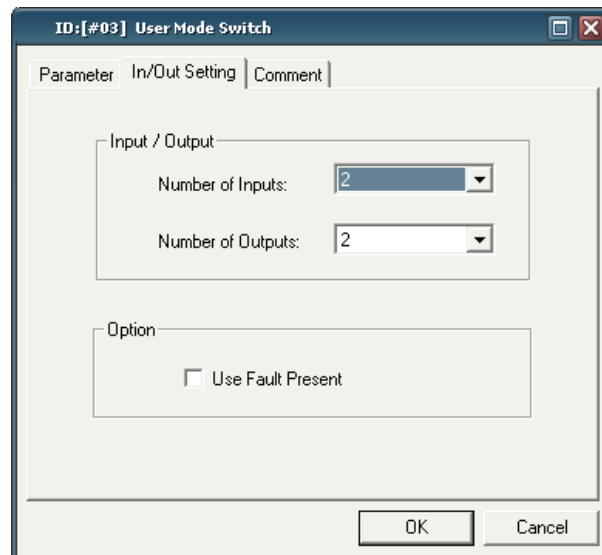 ID:[#03] User Mode Switch
Parameter In/Out Setting Comment
Input / Output
Number of Inputs: 2
Number of Outputs: 2
Option
Use Fault Present
OK Cancel